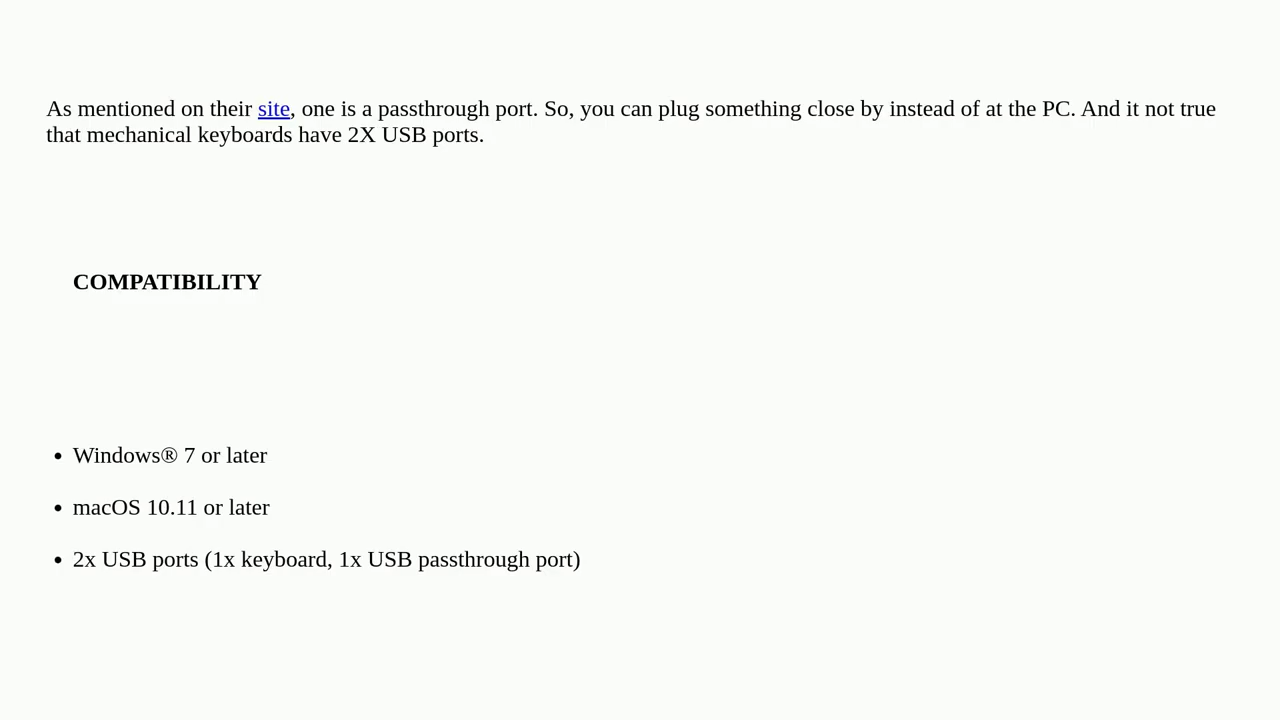 As mentioned on their site, one is a passthrough port. So, you can plug something close by instead of at the PC. And it not true
that mechanical keyboards have 2X USB ports.
COMPATIBILITY
• Windows® 7 or later
• macOS 10.11 or later
• 2x USB ports (1x keyboard, 1x USB passthrough port)